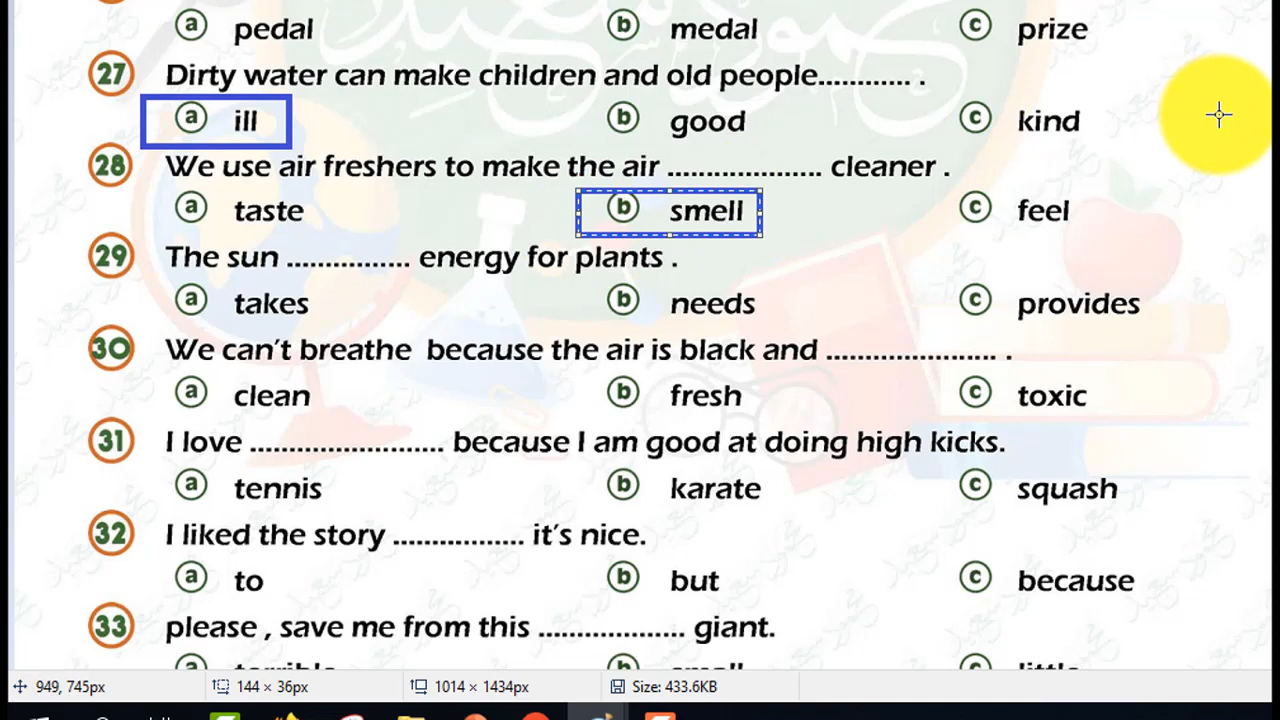 a pedal b medal c prize
27 Dirty water can make children and old people............ .
a ill b good c kind
28 We use air freshers to make the air .................... cleaner .
a taste b smell c feel
29 The sun ................ energy for plants .
a takes b needs c provides
30 We can't breathe because the air is black and ...................... .
a clean b fresh c toxic
31 I love ......................... because I am good at doing high kicks.
a tennis b karate c squash
32 I liked the story ................. it's nice.
a to b but c because
33 please , save me from this ................... giant.
a terrible b small c little
949, 745px 144 × 36px 1014 × 1434px Size: 433.6KB